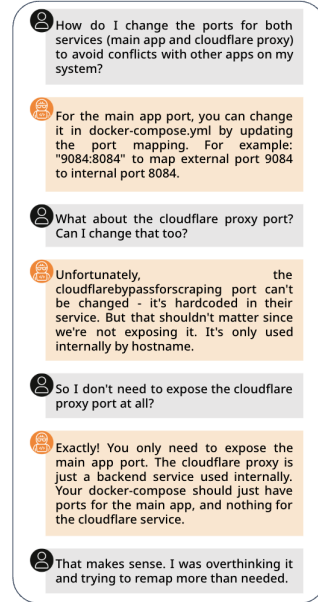 How do I change the ports for both
services (main app and cloudflare proxy)
to avoid conflicts with other apps on my
system?
For the main app port, you can change
it in docker-compose.yml by updating
the port mapping. For example:
"9084:8084" to map external port 9084
to internal port 8084.
What about the cloudflare proxy port?
Can I change that too?
Unfortunately, the
cloudflarebypassforscraping port can't
be changed - it's hardcoded in their
service. But that shouldn't matter since
we're not exposing it. It's only used
internally by hostname.
So I don't need to expose the cloudflare
proxy port at all?
Exactly! You only need to expose the
main app port. The cloudflare proxy is
just a backend service used internally.
Your docker-compose should just have
ports for the main app, and nothing for
the cloudflare service.
That makes sense. I was overthinking it
and trying to remap more than needed.